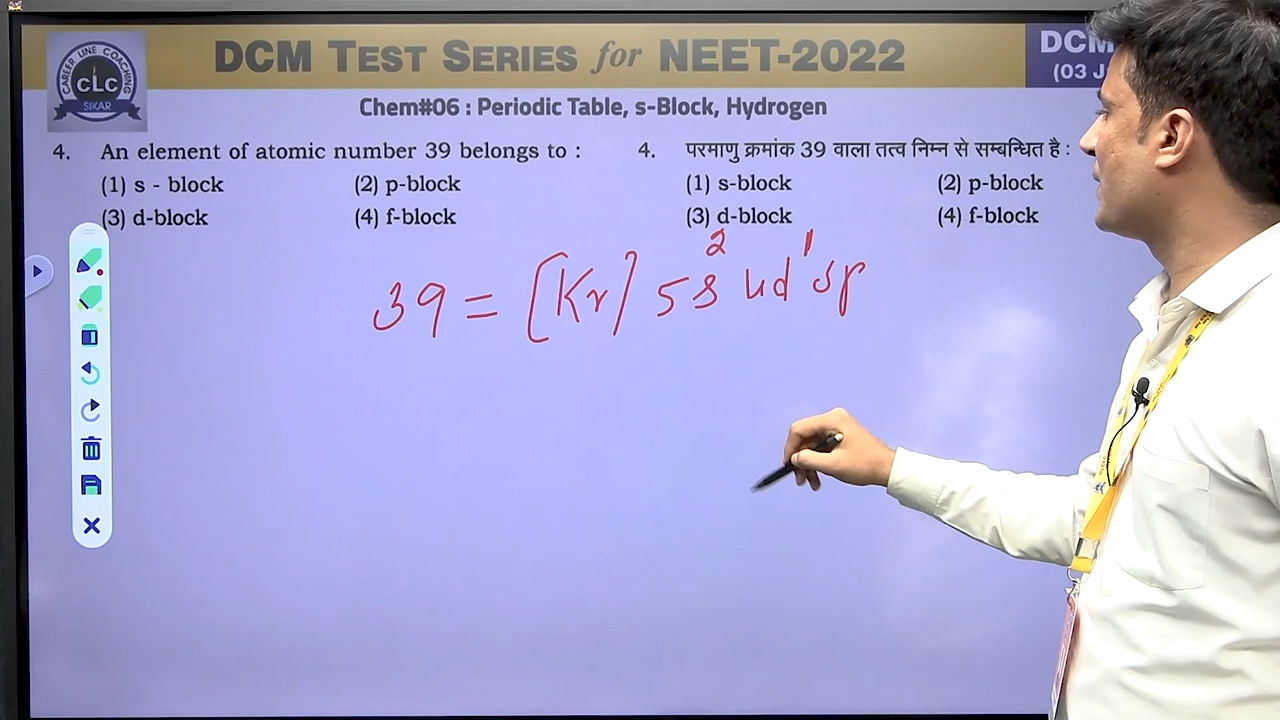 CAREER LINE COACHING
CLC
SIKAR
DCM TEST SERIES for NEET-2022
DCM
(03 J
Chem#06 : Periodic Table, s-Block, Hydrogen
4. An element of atomic number 39 belongs to :
(1) s - block (2) p-block
(3) d-block (4) f-block
4. परमाणु क्रमांक 39 वाला तत्व निम्न से सम्बन्धित है :
(1) s-block (2) p-block
(3) d-block (4) f-block
39 = [Kr] 5s² 4d¹ 5p